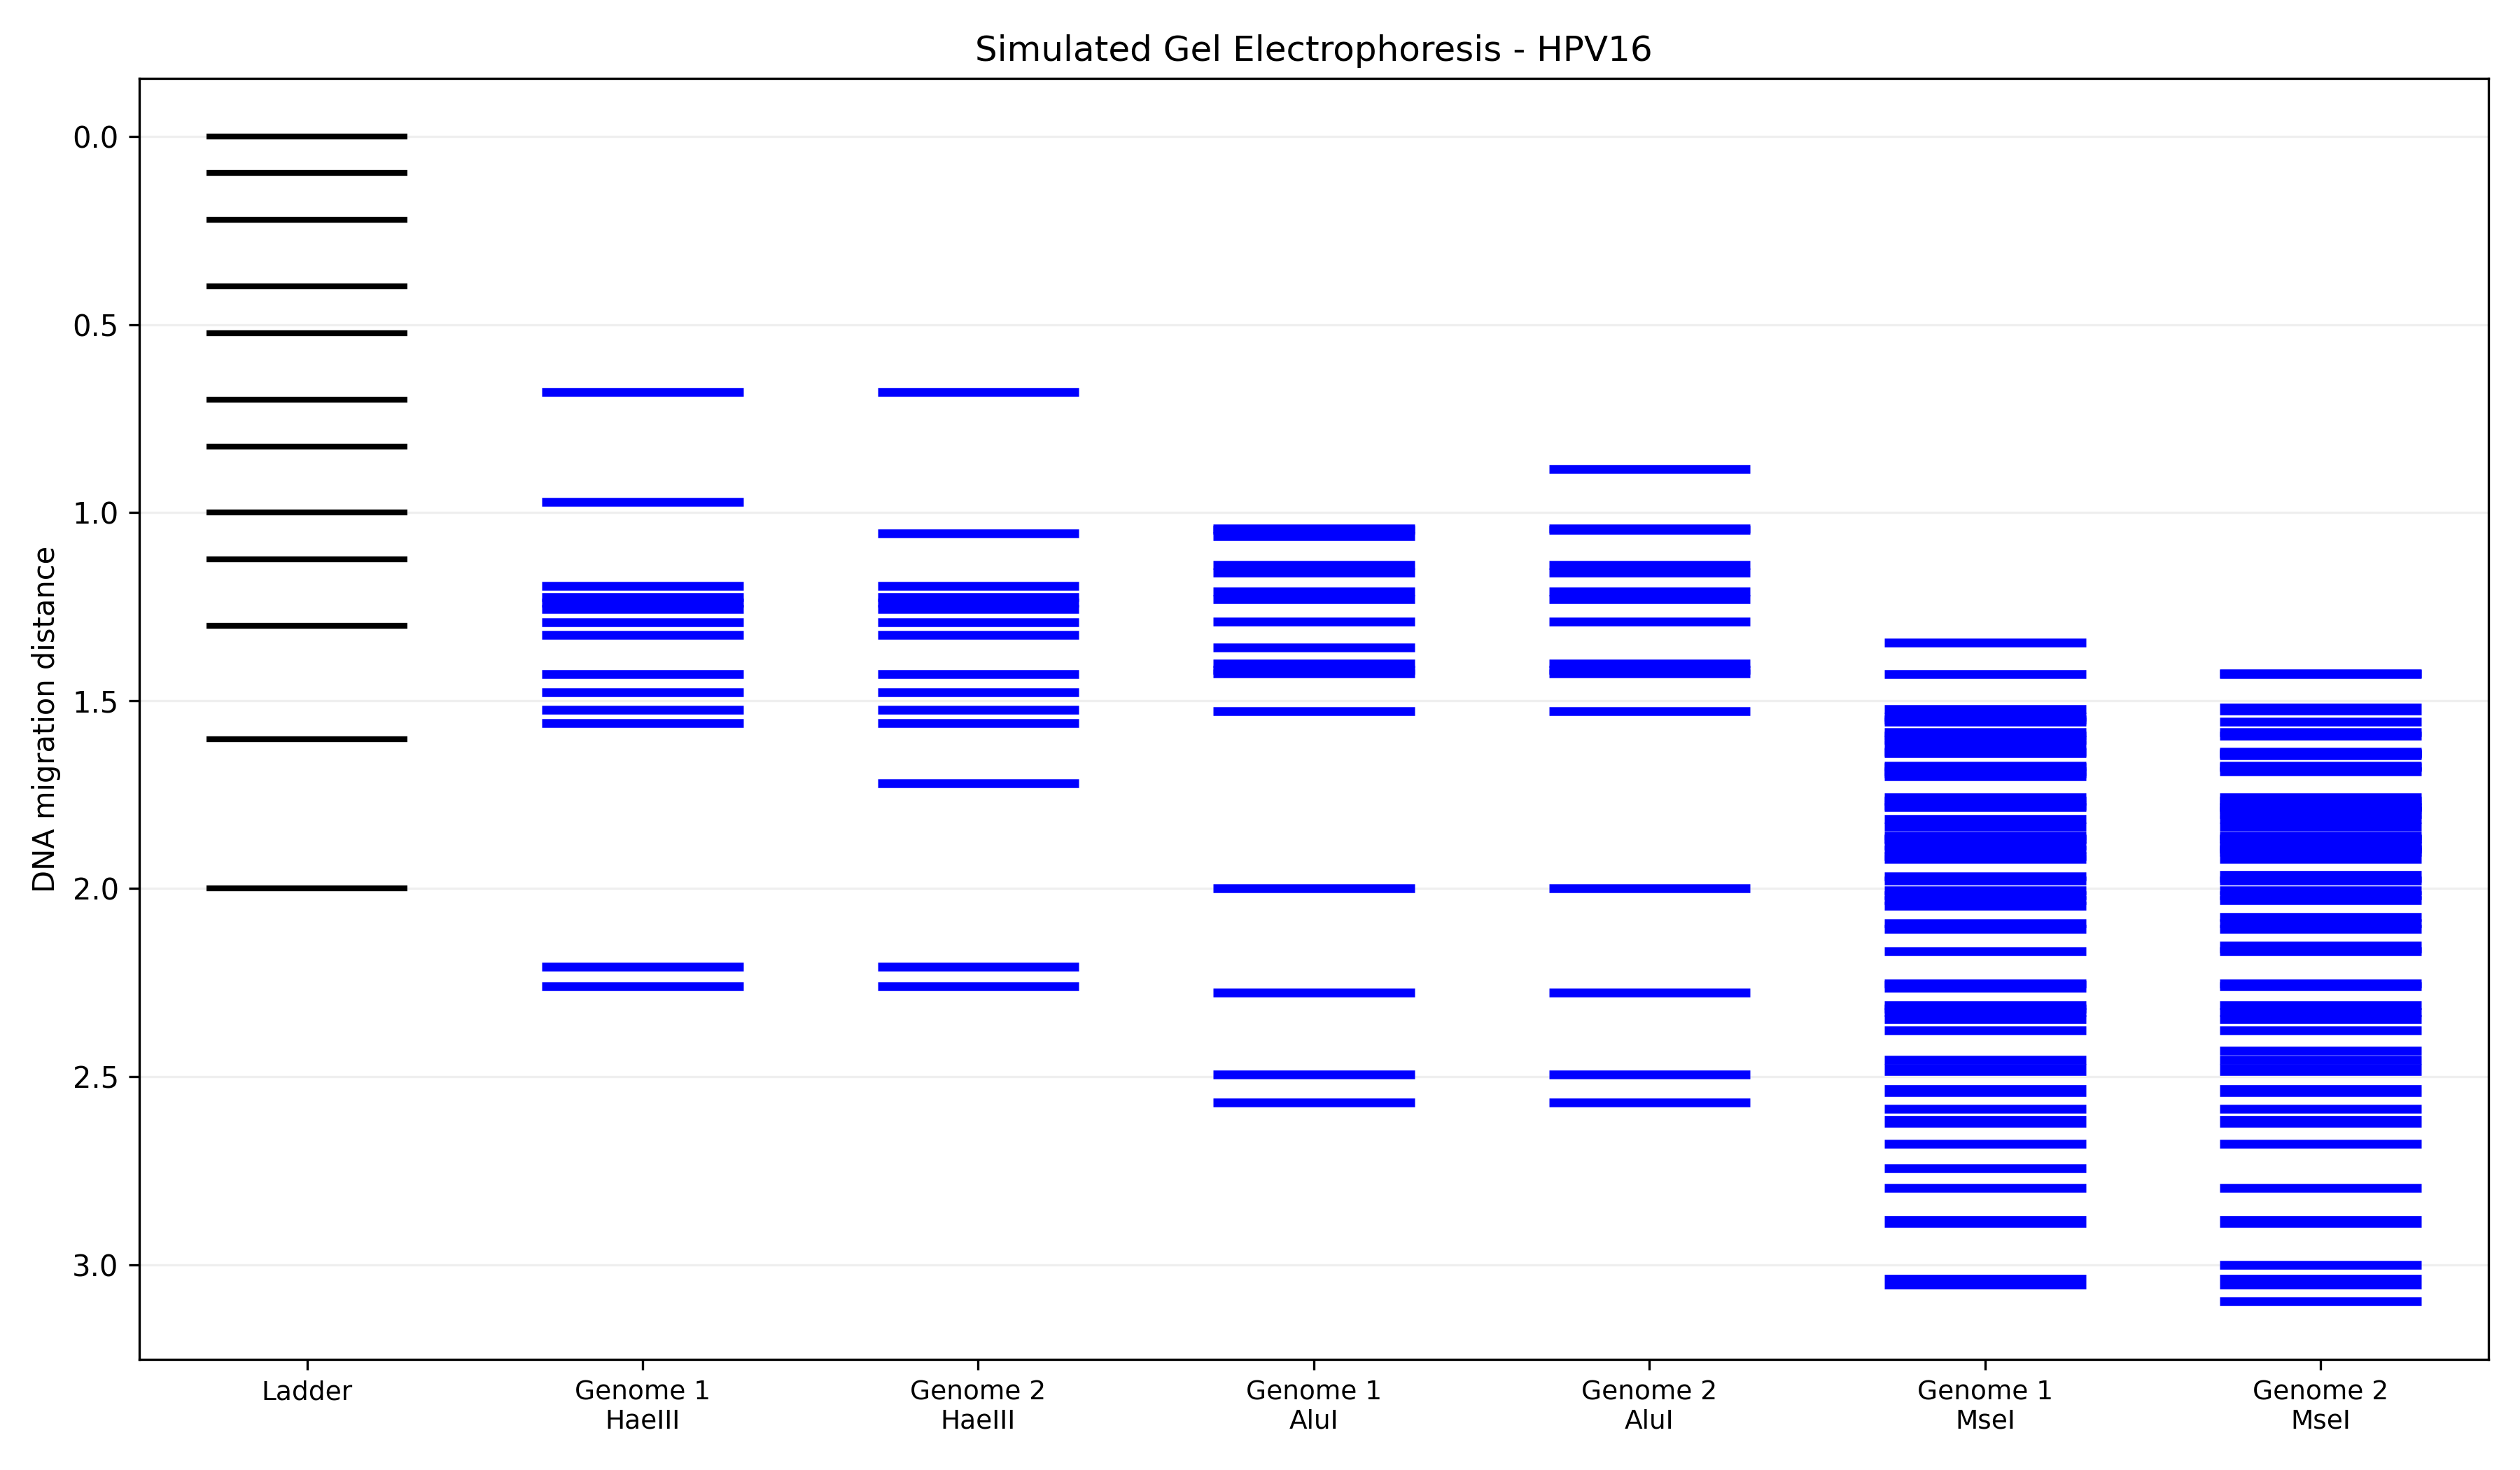 Simulated Gel Electrophoresis - HPV16
DNA migration distance
0.0
0.5
1.0
1.5
2.0
2.5
3.0
Ladder
Genome 1
HaeIII
Genome 2
HaeIII
Genome 1
AluI
Genome 2
AluI
Genome 1
MseI
Genome 2
MseI